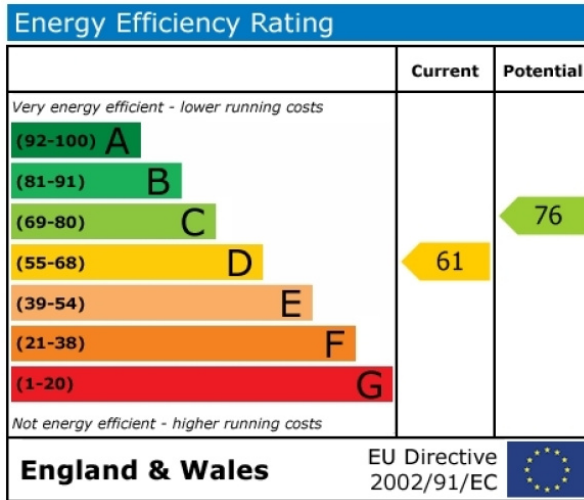 Energy Efficiency Rating
Current Potential
Very energy efficient - lower running costs
(92-100) A
(81-91) B
(69-80) C
76
(55-68) D
61
(39-54) E
(21-38) F
(1-20) G
Not energy efficient - higher running costs
England & Wales
EU Directive
2002/91/EC